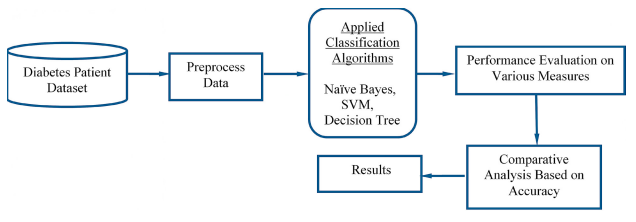 Diabetes Patient
Dataset
Preprocess
Data
Applied
Classification
Algorithms
Naïve Bayes,
SVM,
Decision Tree
Performance Evaluation on
Various Measures
Comparative
Analysis Based on
Accuracy
Results